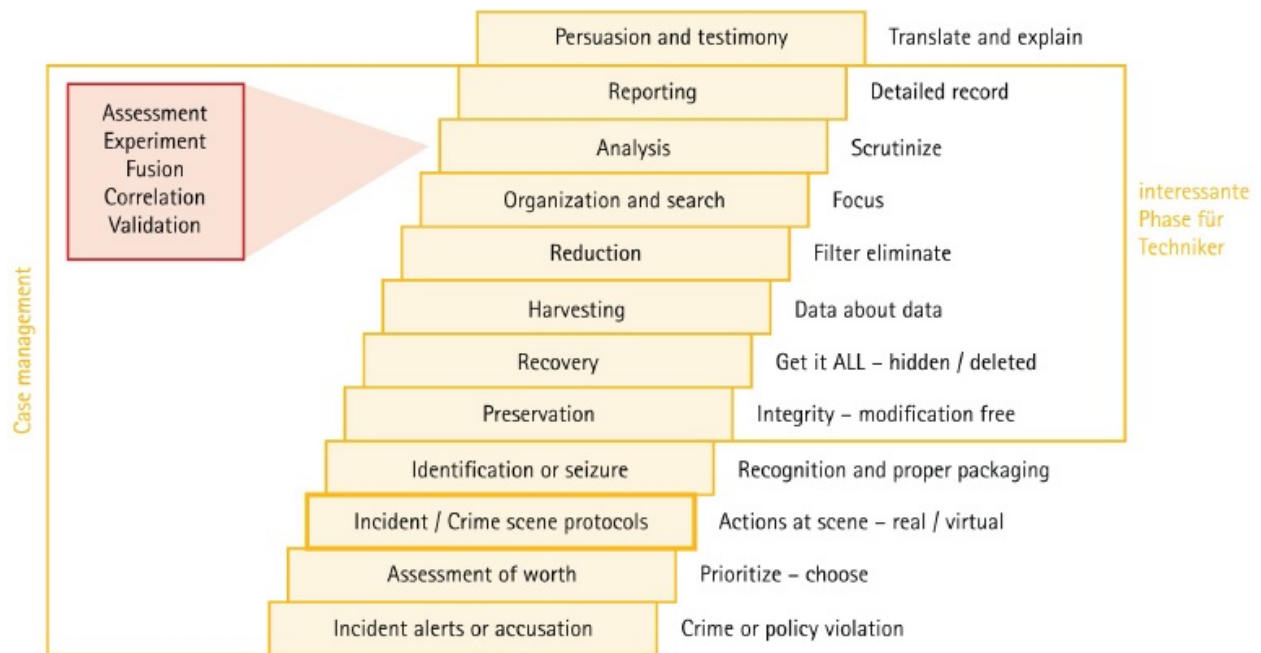 Persuasion and testimony Translate and explain
Reporting Detailed record
Analysis Scrutinize
Organization and search Focus
Reduction Filter eliminate
Harvesting Data about data
Recovery Get it ALL – hidden / deleted
Preservation Integrity – modification free
Identification or seizure Recognition and proper packaging
Incident / Crime scene protocols Actions at scene – real / virtual
Assessment of worth Prioritize – choose
Incident alerts or accusation Crime or policy violation
Assessment
Experiment
Fusion
Correlation
Validation
Case management
interessante
Phase für
Techniker